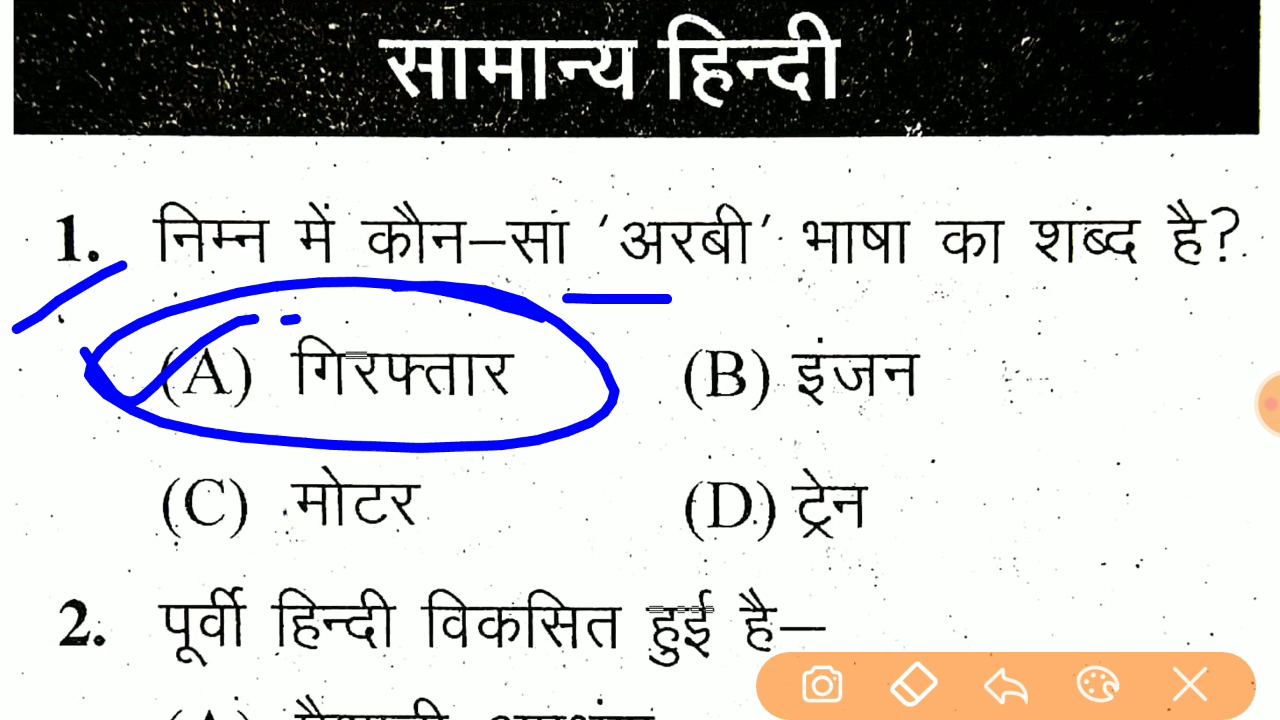 सामान्य हिन्दी
1. निम्न में कौन–सा 'अरबी' भाषा का शब्द है?
(A) गिरफ्तार (B) इंजन
(C) मोटर (D) ट्रेन
2. पूर्वी हिन्दी विकसित हुई है–